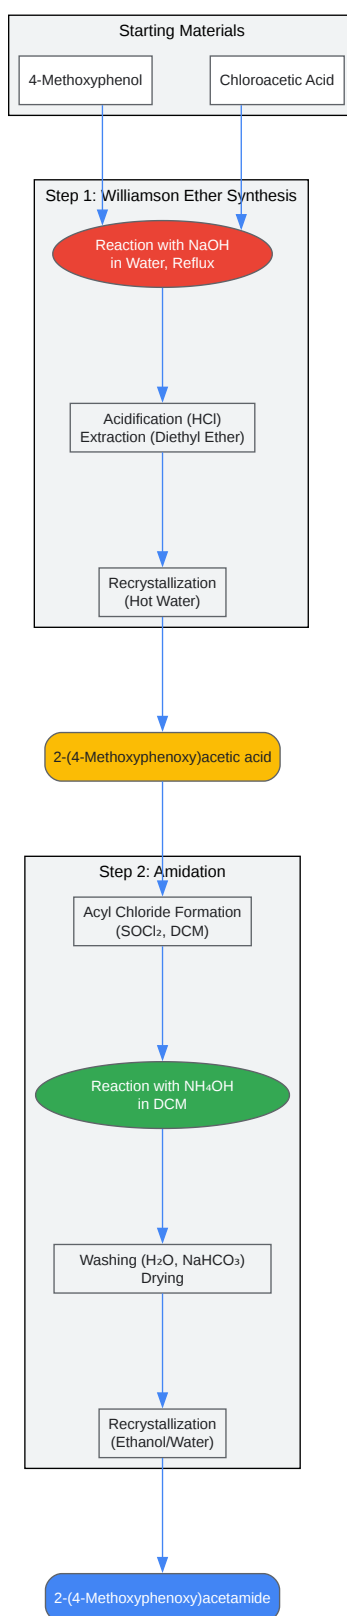 Starting Materials
4-Methoxyphenol
Chloroacetic Acid
Step 1: Williamson Ether Synthesis
Reaction with NaOH
in Water, Reflux
Acidification (HCl)
Extraction (Diethyl Ether)
Recrystallization
(Hot Water)
2-(4-Methoxyphenoxy)acetic acid
Step 2: Amidation
Acyl Chloride Formation
(SOCl₂, DCM)
Reaction with NH₄OH
in DCM
Washing (H₂O, NaHCO₃)
Drying
Recrystallization
(Ethanol/Water)
2-(4-Methoxyphenoxy)acetamide